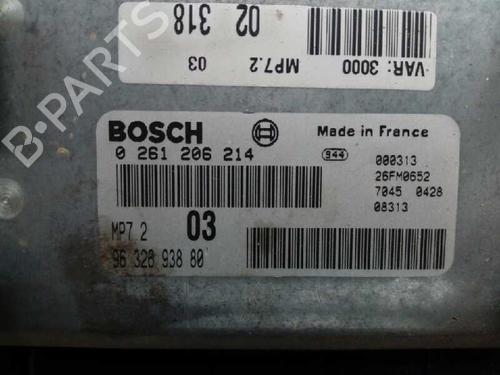 02 318
VAR: 3000 MP7.2 03
B-PARTS
BOSCH
Made in France
0 261 206 214
944
000313
26FM0652
7045 0428
08313
MP7 2 03
96 328 938 80